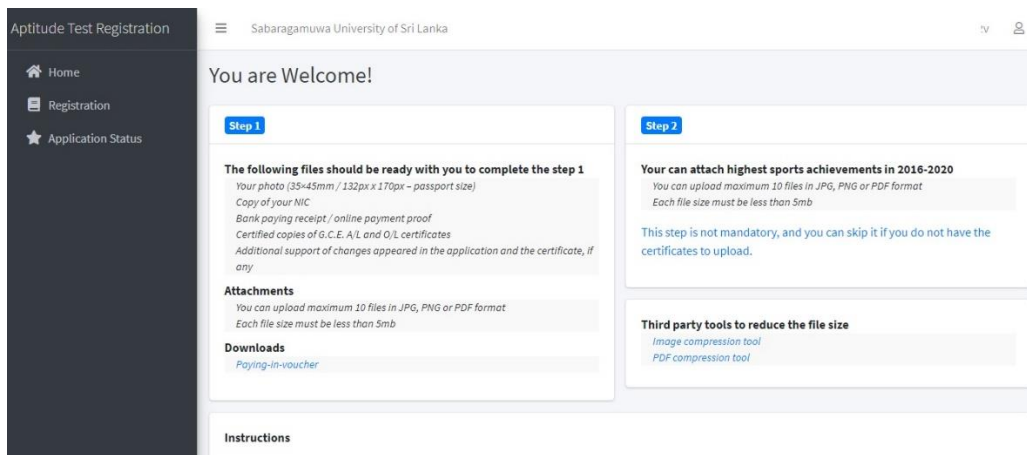 Aptitude Test Registration
Sabaragamuwa University of Sri Lanka
Home
Registration
Application Status
You are Welcome!
Step 1
The following files should be ready with you to complete the step 1
Your photo (35×45mm / 132px x 170px – passport size)
Copy of your NIC
Bank paying receipt / online payment proof
Certified copies of G.C.E. A/L and O/L certificates
Additional support of changes appeared in the application and the certificate, if
any
Attachments
You can upload maximum 10 files in JPG, PNG or PDF format
Each file size must be less than 5mb
Downloads
Paying-in-voucher
Step 2
Your can attach highest sports achievements in 2016-2020
You can upload maximum 10 files in JPG, PNG or PDF format
Each file size must be less than 5mb
This step is not mandatory, and you can skip it if you do not have the
certificates to upload.
Third party tools to reduce the file size
Image compression tool
PDF compression tool
Instructions